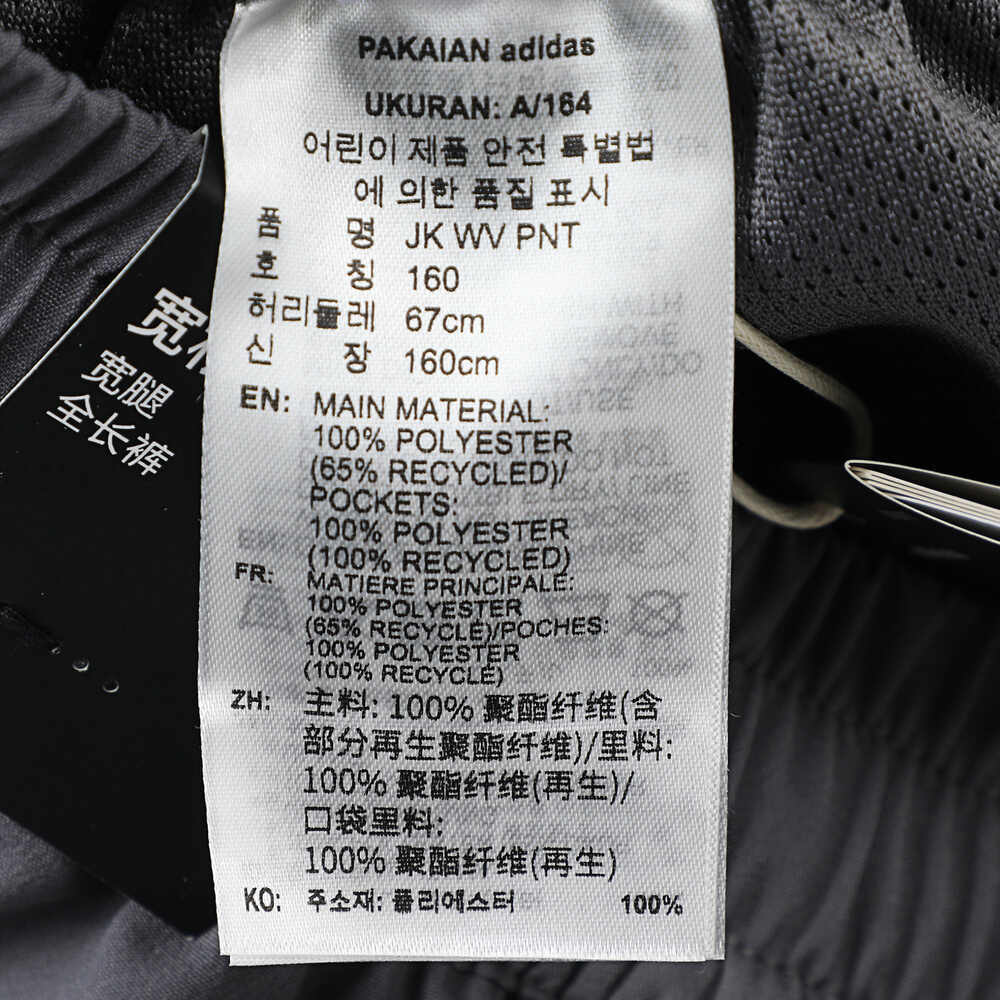 PAKAIAN adidas
UKURAN: A/164
어린이 제품 안전 특별법
에 의한 품질 표시
품 명 JK WV PNT
호 칭 160
허리둘레 67cm
신 장 160cm
EN: MAIN MATERIAL:
100% POLYESTER
(65% RECYCLED)/
POCKETS:
100% POLYESTER
(100% RECYCLED)
FR: MATIERE PRINCIPALE:
100% POLYESTER
(65% RECYCLE)/POCHES:
100% POLYESTER
(100% RECYCLE)
ZH: 主料: 100% 聚酯纤维(含
部分再生聚酯纤维)/里料:
100% 聚酯纤维(再生)/
口袋里料:
100% 聚酯纤维(再生)
KO: 주소재: 폴리에스터 100%
宽
宽腿
全长裤